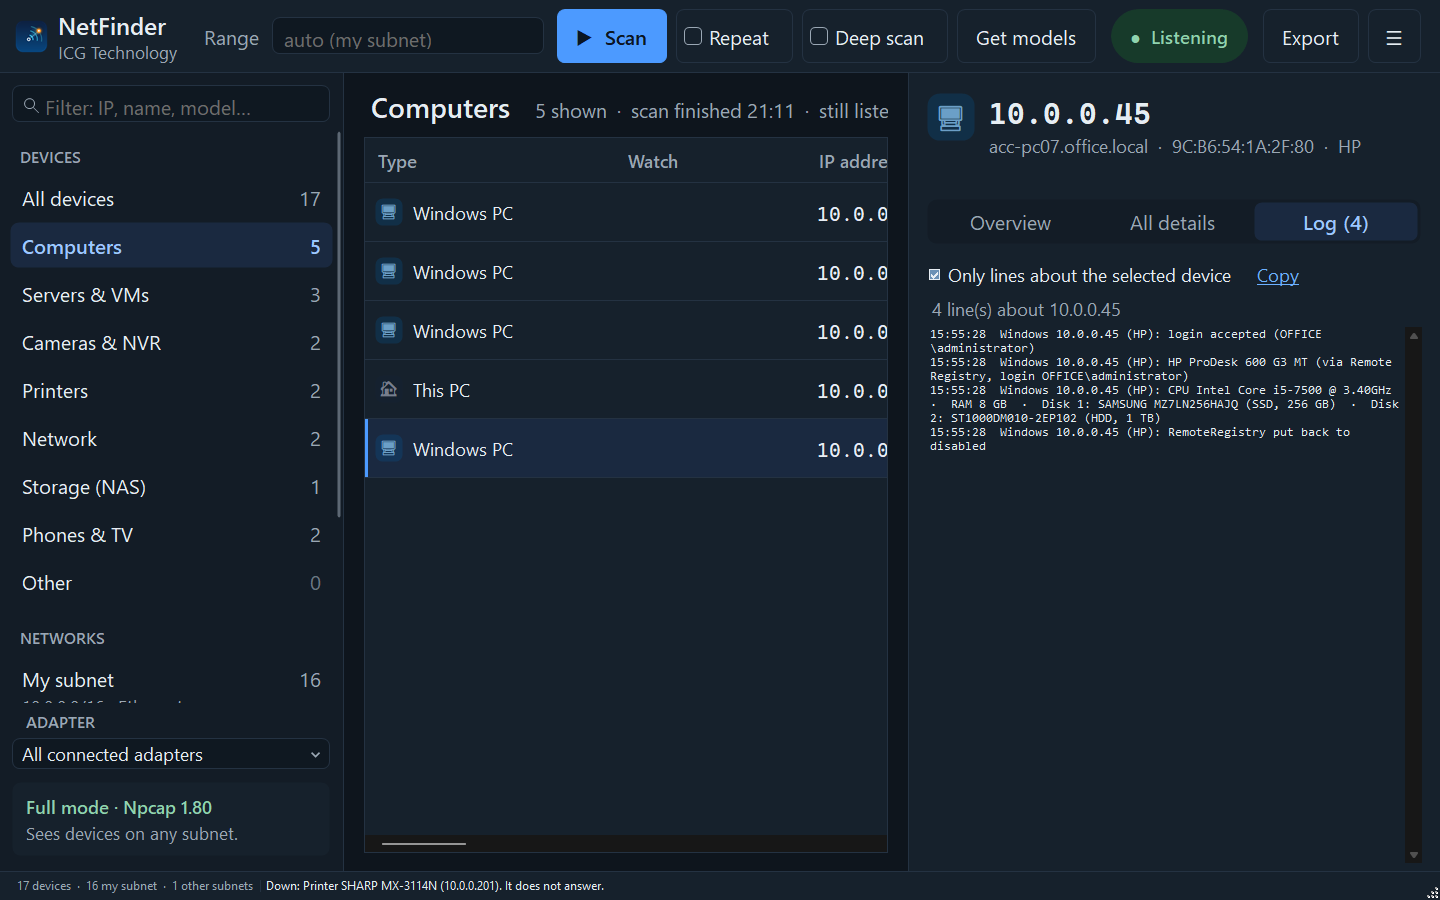 NetFinder
ICG Technology
Range
auto (my subnet)
Scan
Repeat
Deep scan
Get models
Listening
Export
Filter: IP, name, model...
DEVICES
All devices 17
Computers 5
Servers & VMs 3
Cameras & NVR 2
Printers 2
Network 2
Storage (NAS) 1
Phones & TV 2
Other 0
NETWORKS
My subnet 16
ADAPTER
All connected adapters
Full mode · Npcap 1.80
Sees devices on any subnet.
Computers 5 shown · scan finished 21:11 · still liste
Type Watch IP addre
Windows PC 10.0.0
Windows PC 10.0.0
Windows PC 10.0.0
This PC 10.0.0
Windows PC 10.0.0
10.0.0.45
acc-pc07.office.local · 9C:B6:54:1A:2F:80 · HP
Overview All details Log (4)
Only lines about the selected device Copy
4 line(s) about 10.0.0.45
15:55:28 Windows 10.0.0.45 (HP): login accepted (OFFICE
\administrator)
15:55:28 Windows 10.0.0.45 (HP): HP ProDesk 600 G3 MT (via Remote
Registry, login OFFICE\administrator)
15:55:28 Windows 10.0.0.45 (HP): CPU Intel Core i5-7500 @ 3.40GHz
· RAM 8 GB · Disk 1: SAMSUNG MZ7LN256HAJQ (SSD, 256 GB) · Disk
2: ST1000DM010-2EP102 (HDD, 1 TB)
15:55:28 Windows 10.0.0.45 (HP): RemoteRegistry put back to
disabled
17 devices · 16 my subnet · 1 other subnets Down: Printer SHARP MX-3114N (10.0.0.201). It does not answer.